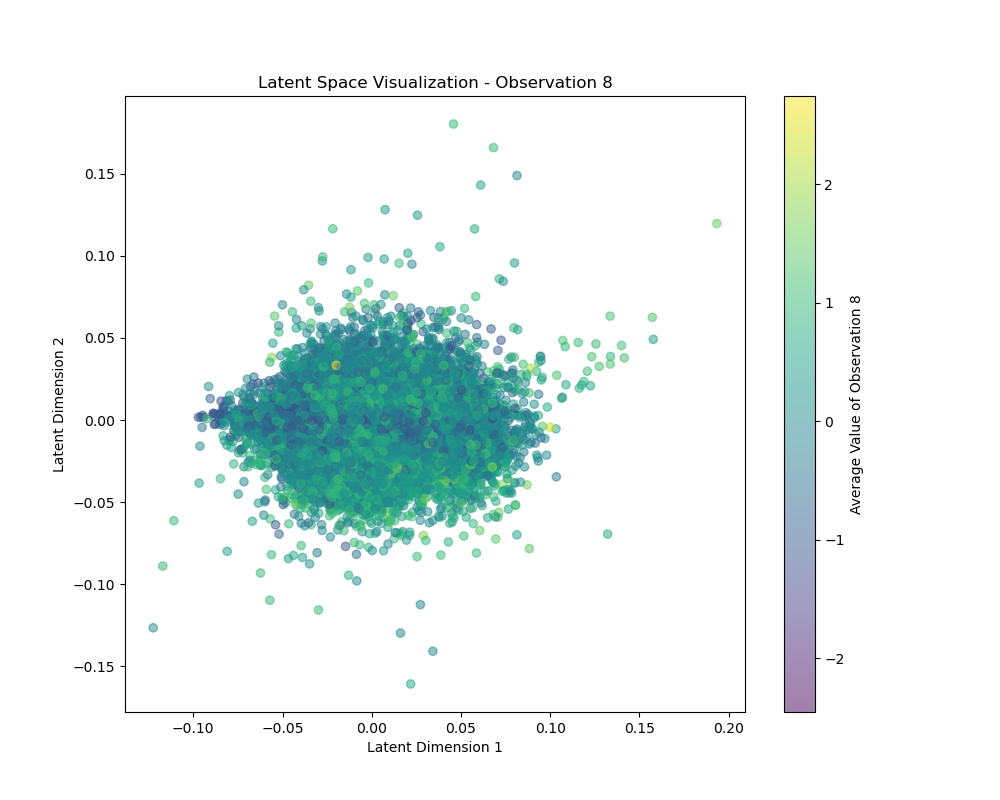 Latent Space Visualization - Observation 8
0.15
0.10
0.05
0.00
−0.05
−0.10
−0.15
Latent Dimension 2
−0.10 −0.05 0.00 0.05 0.10 0.15 0.20
Latent Dimension 1
2
1
0
−1
−2
Average Value of Observation 8